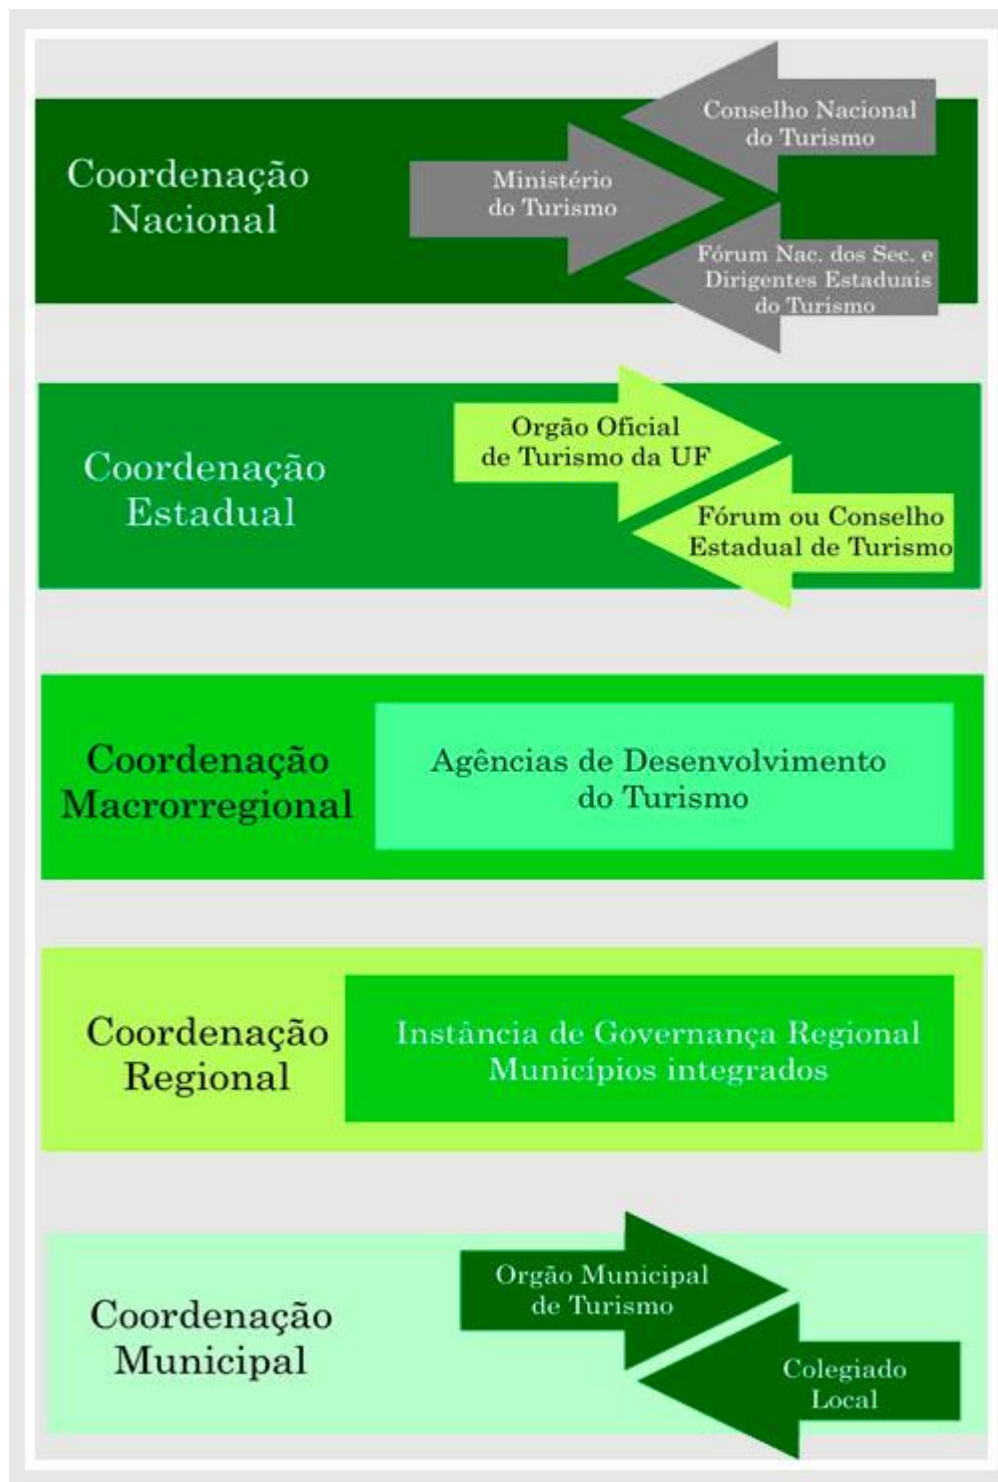 Coordenação
Nacional
Conselho Nacional
do Turismo
Ministério
do Turismo
Fórum Nac. dos Sec. e
Dirigentes Estaduais
do Turismo
Coordenação
Estadual
Orgão Oficial
de Turismo da UF
Fórum ou Conselho
Estadual de Turismo
Coordenação
Macrorregional
Agências de Desenvolvimento
do Turismo
Coordenação
Regional
Instância de Governança Regional
Municípios integrados
Coordenação
Municipal
Orgão Municipal
de Turismo
Colegiado
Local